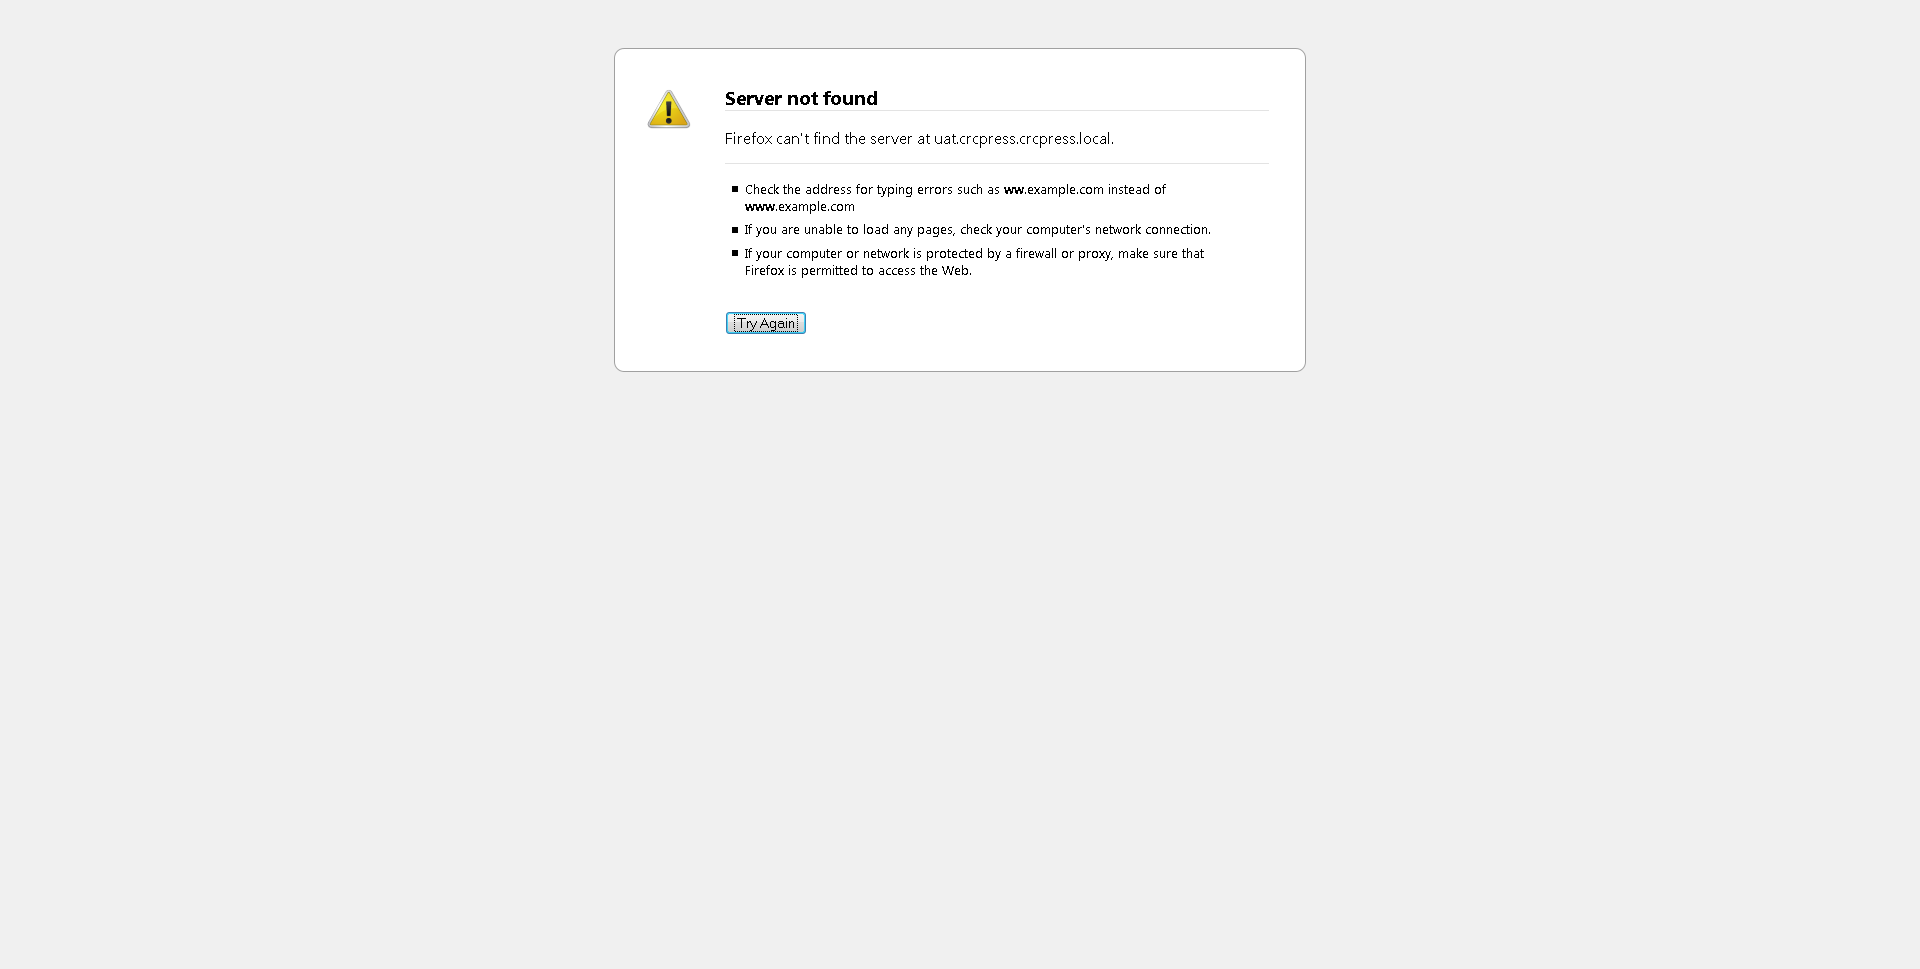 Server not found
Firefox can't find the server at uat.crcpress.crcpress.local.
Check the address for typing errors such as ww.example.com instead of
www.example.com
If you are unable to load any pages, check your computer's network connection.
If your computer or network is protected by a firewall or proxy, make sure that
Firefox is permitted to access the Web.
Try Again